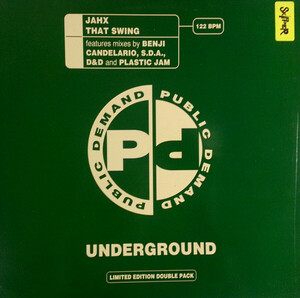 JAHX
THAT SWING
122 BPM
features mixes by BENJI
CANDELARIO, S.D.A.,
D&D and PLASTIC JAM
PUBLIC DEMAND
PUBLIC DEMAND
Pd
UNDERGROUND
LIMITED EDITION DOUBLE PACK